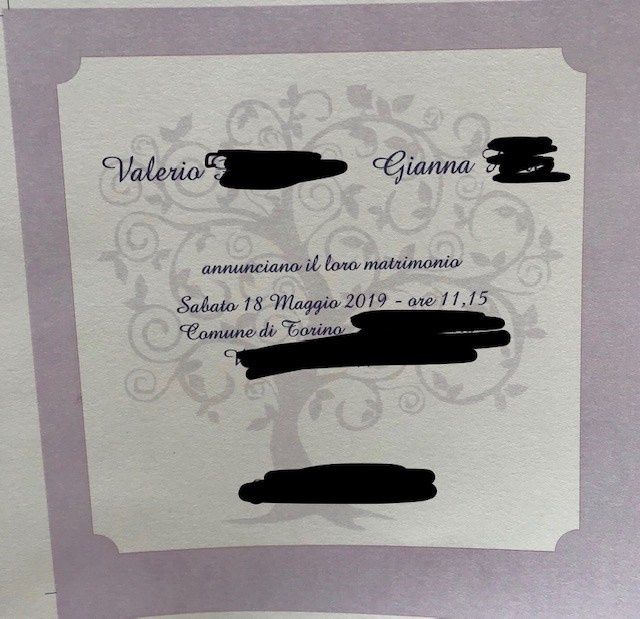 Valerio Gianna
annunciano il loro matrimonio
Sabato 18 Maggio 2019 - ore 11,15
Comune di Torino